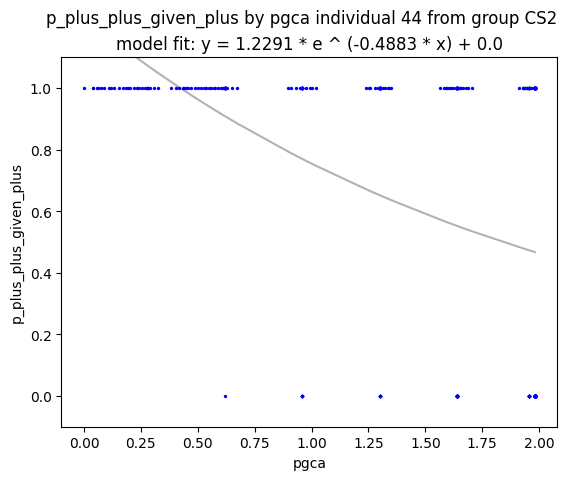 p_plus_plus_given_plus by pgca individual 44 from group CS2
model fit: y = 1.2291 * e ^ (-0.4883 * x) + 0.0
p_plus_plus_given_plus
1.0
0.8
0.6
0.4
0.2
0.0
0.00 0.25 0.50 0.75 1.00 1.25 1.50 1.75 2.00
pgca